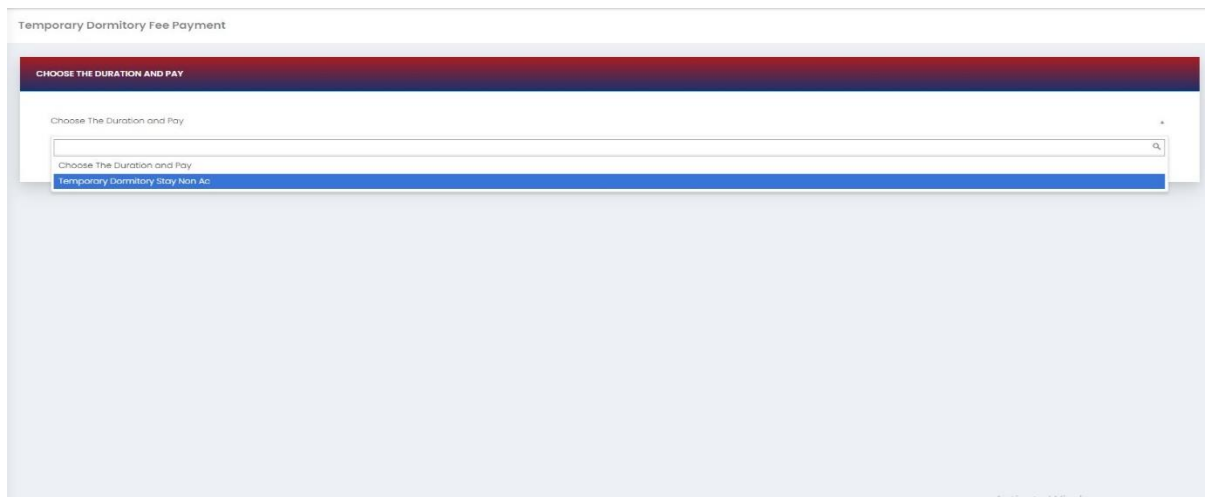 Temporary Dormitory Fee Payment
CHOOSE THE DURATION AND PAY
Choose The Duration and Pay
Choose The Duration and Pay
Temporary Dormitory Stay Non Ac